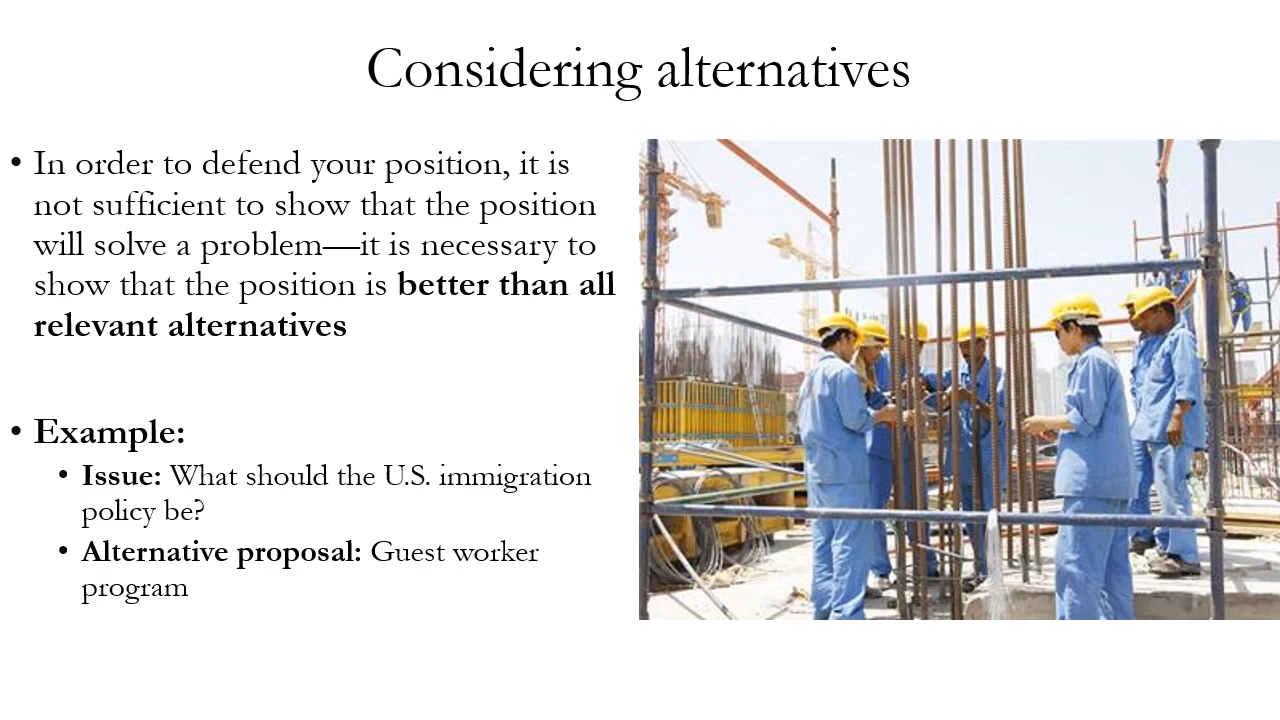 Considering alternatives
• In order to defend your position, it is
not sufficient to show that the position
will solve a problem—it is necessary to
show that the position is better than all
relevant alternatives
• Example:
• Issue: What should the U.S. immigration
policy be?
• Alternative proposal: Guest worker
program